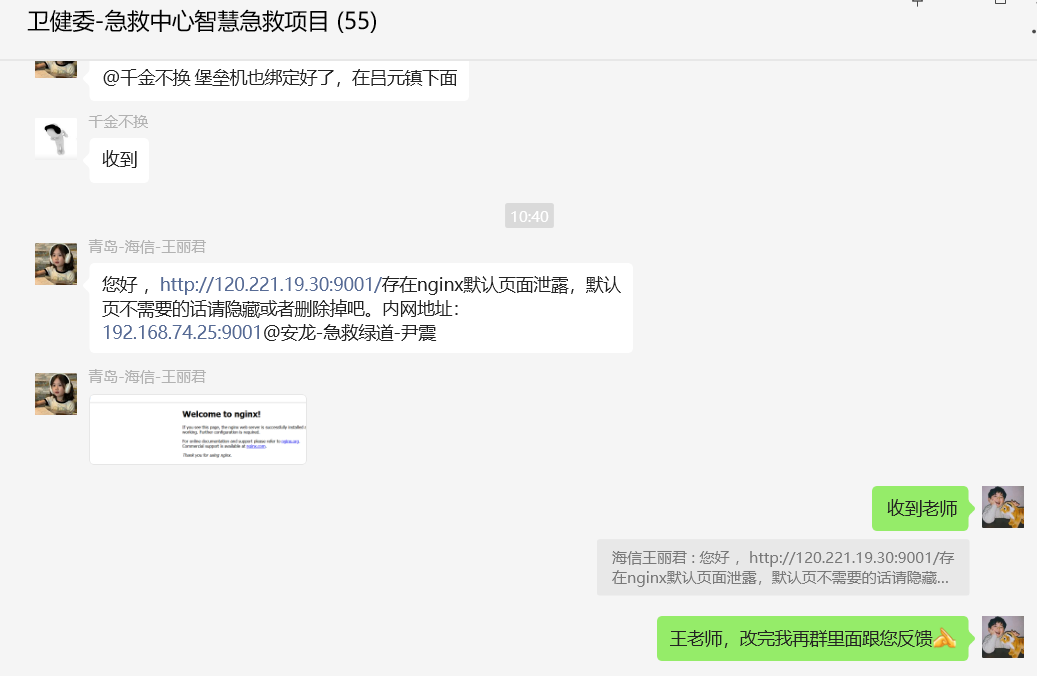 卫健委-急救中心智慧急救项目 (55)
@千金不换 堡垒机也绑定好了，在吕元镇下面
千金不换
收到
10:40
青岛-海信-王丽君
您好 ，http://120.221.19.30:9001/存在nginx默认页面泄露，默认
页不需要的话请隐藏或者删除掉吧。内网地址：
192.168.74.25:9001@安龙-急救绿道-尹震
青岛-海信-王丽君
Welcome to nginx!
If you see this page, the nginx web server is successfully installed
working. Further configuration is required.
For online documentation and support please refer to nginx.org
Commercial support is available at nginx.com.
Thank you for using nginx.
收到老师
海信王丽君 : 您好 ，http://120.221.19.30:9001/存
在nginx默认页面泄露，默认页不需要的话请隐藏...
王老师，改完我再群里面跟您反馈